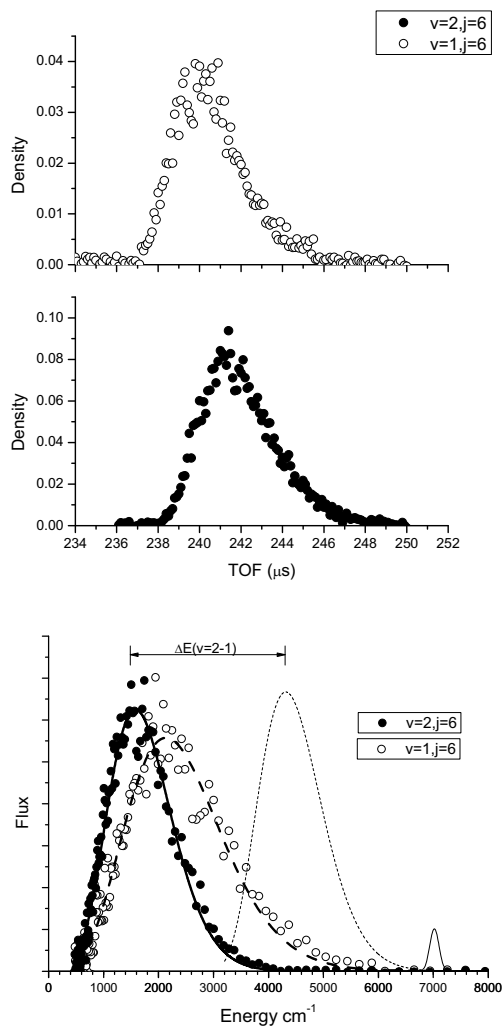 v=2,j=6
v=1,j=6
0.04
0.03
0.02
0.01
0.00
Density
0.10
0.08
0.06
0.04
0.02
0.00
Density
234 236 238 240 242 244 246 248 250 252
TOF (μs)
ΔE(v=2-1)
v=2,j=6
v=1,j=6
Flux
0 1000 2000 3000 4000 5000 6000 7000 8000
Energy cm⁻¹